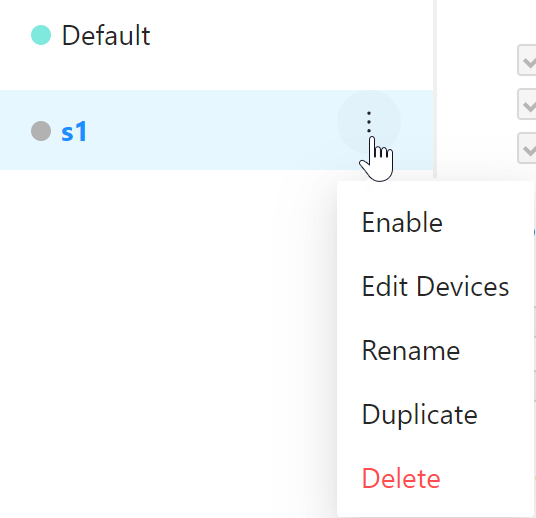 Default
s1
Enable
Edit Devices
Rename
Duplicate
Delete